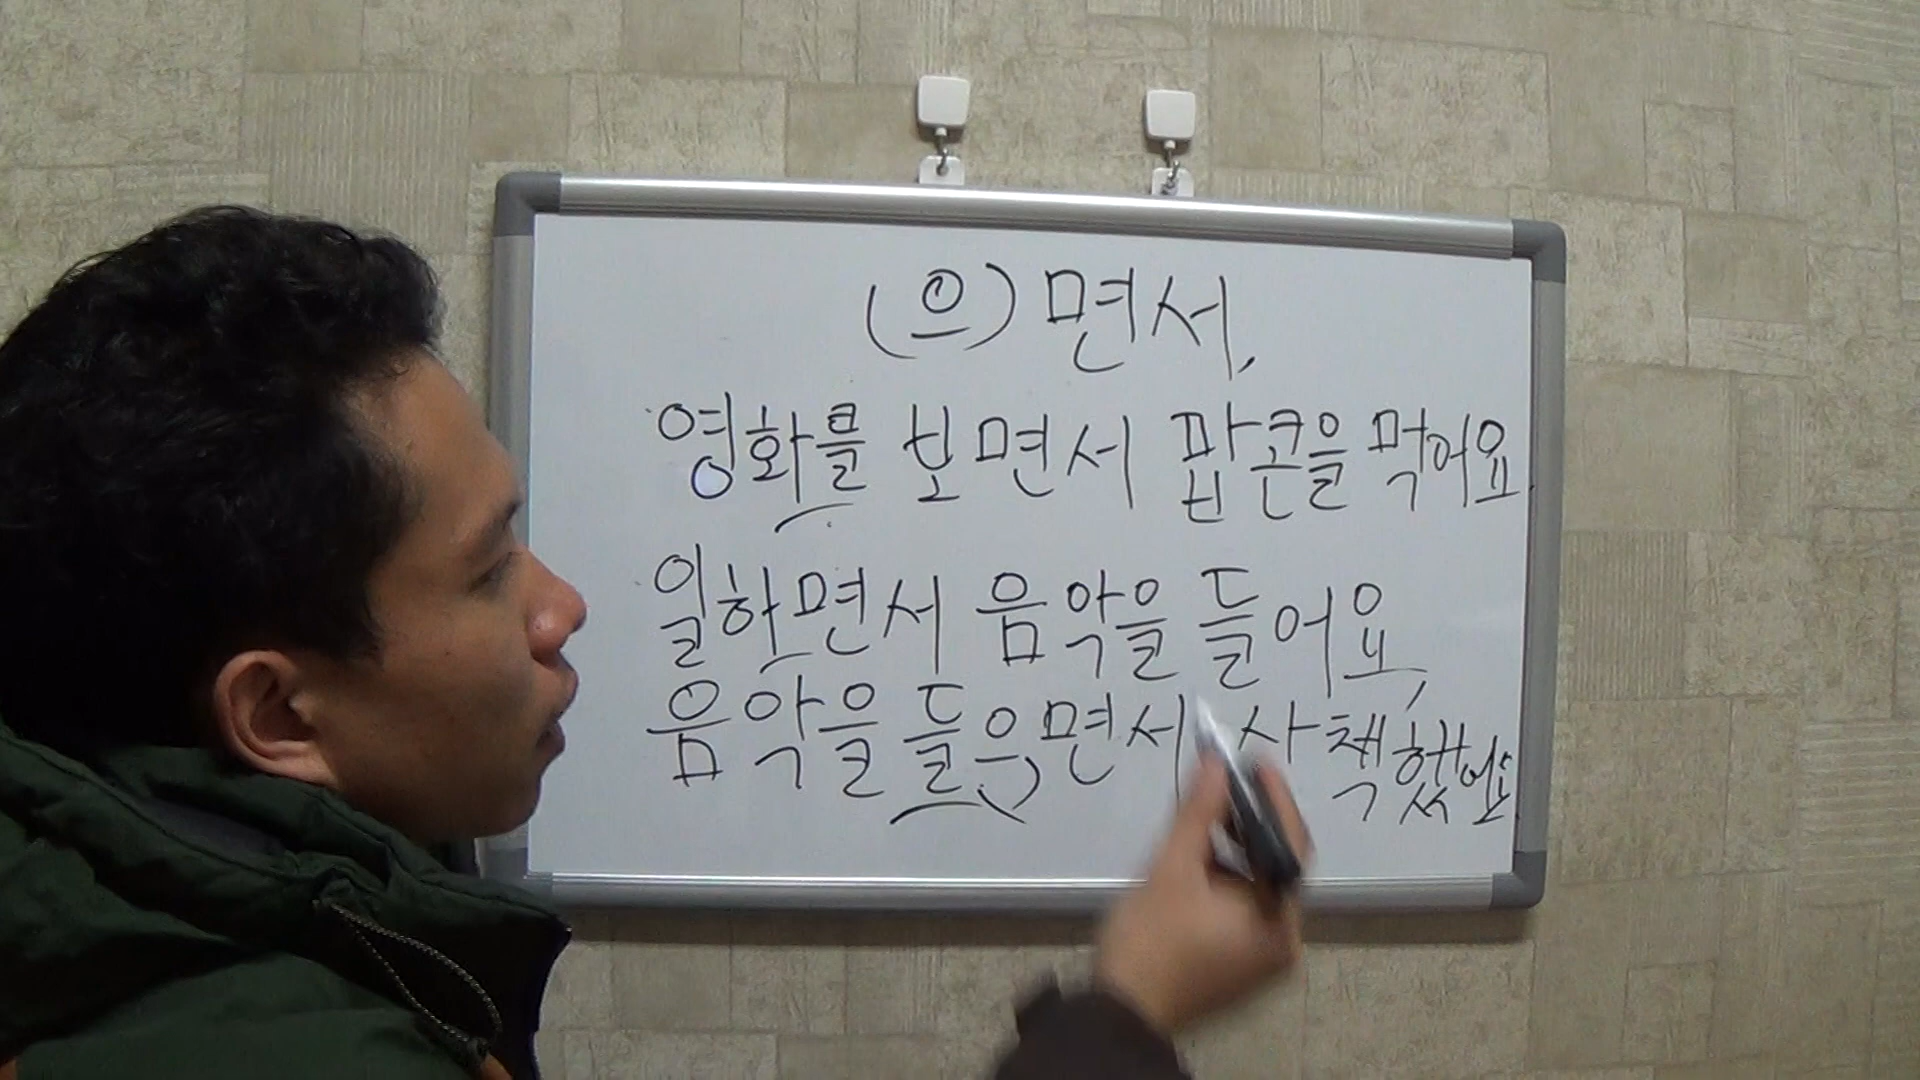 (으)면서,
영화를 보면서 팝콘을 먹어요.
일하면서 음악을 들어요,
음악을 들으면서 산책했어요.